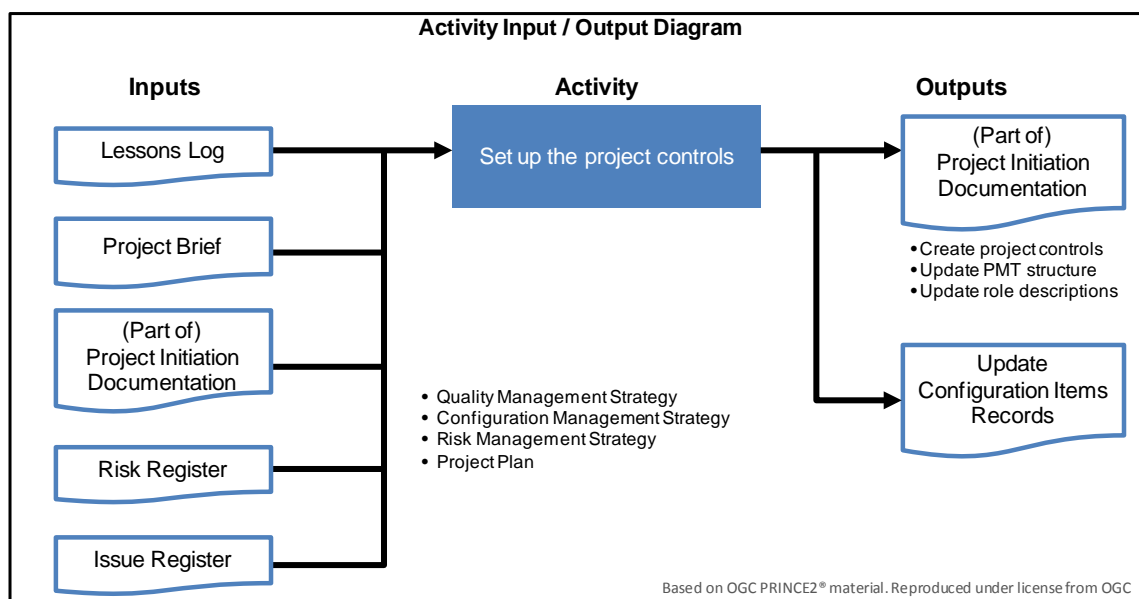 Activity Input / Output Diagram
Inputs
Activity
Outputs
Lessons Log
Project Brief
(Part of)
Project Initiation
Documentation
Risk Register
Issue Register
Set up the project controls
• Quality Management Strategy
• Configuration Management Strategy
• Risk Management Strategy
• Project Plan
(Part of)
Project Initiation
Documentation
• Create project controls
• Update PMT structure
• Update role descriptions
Update
Configuration Items
Records
Based on OGC PRINCE2® material. Reproduced under license from OGC